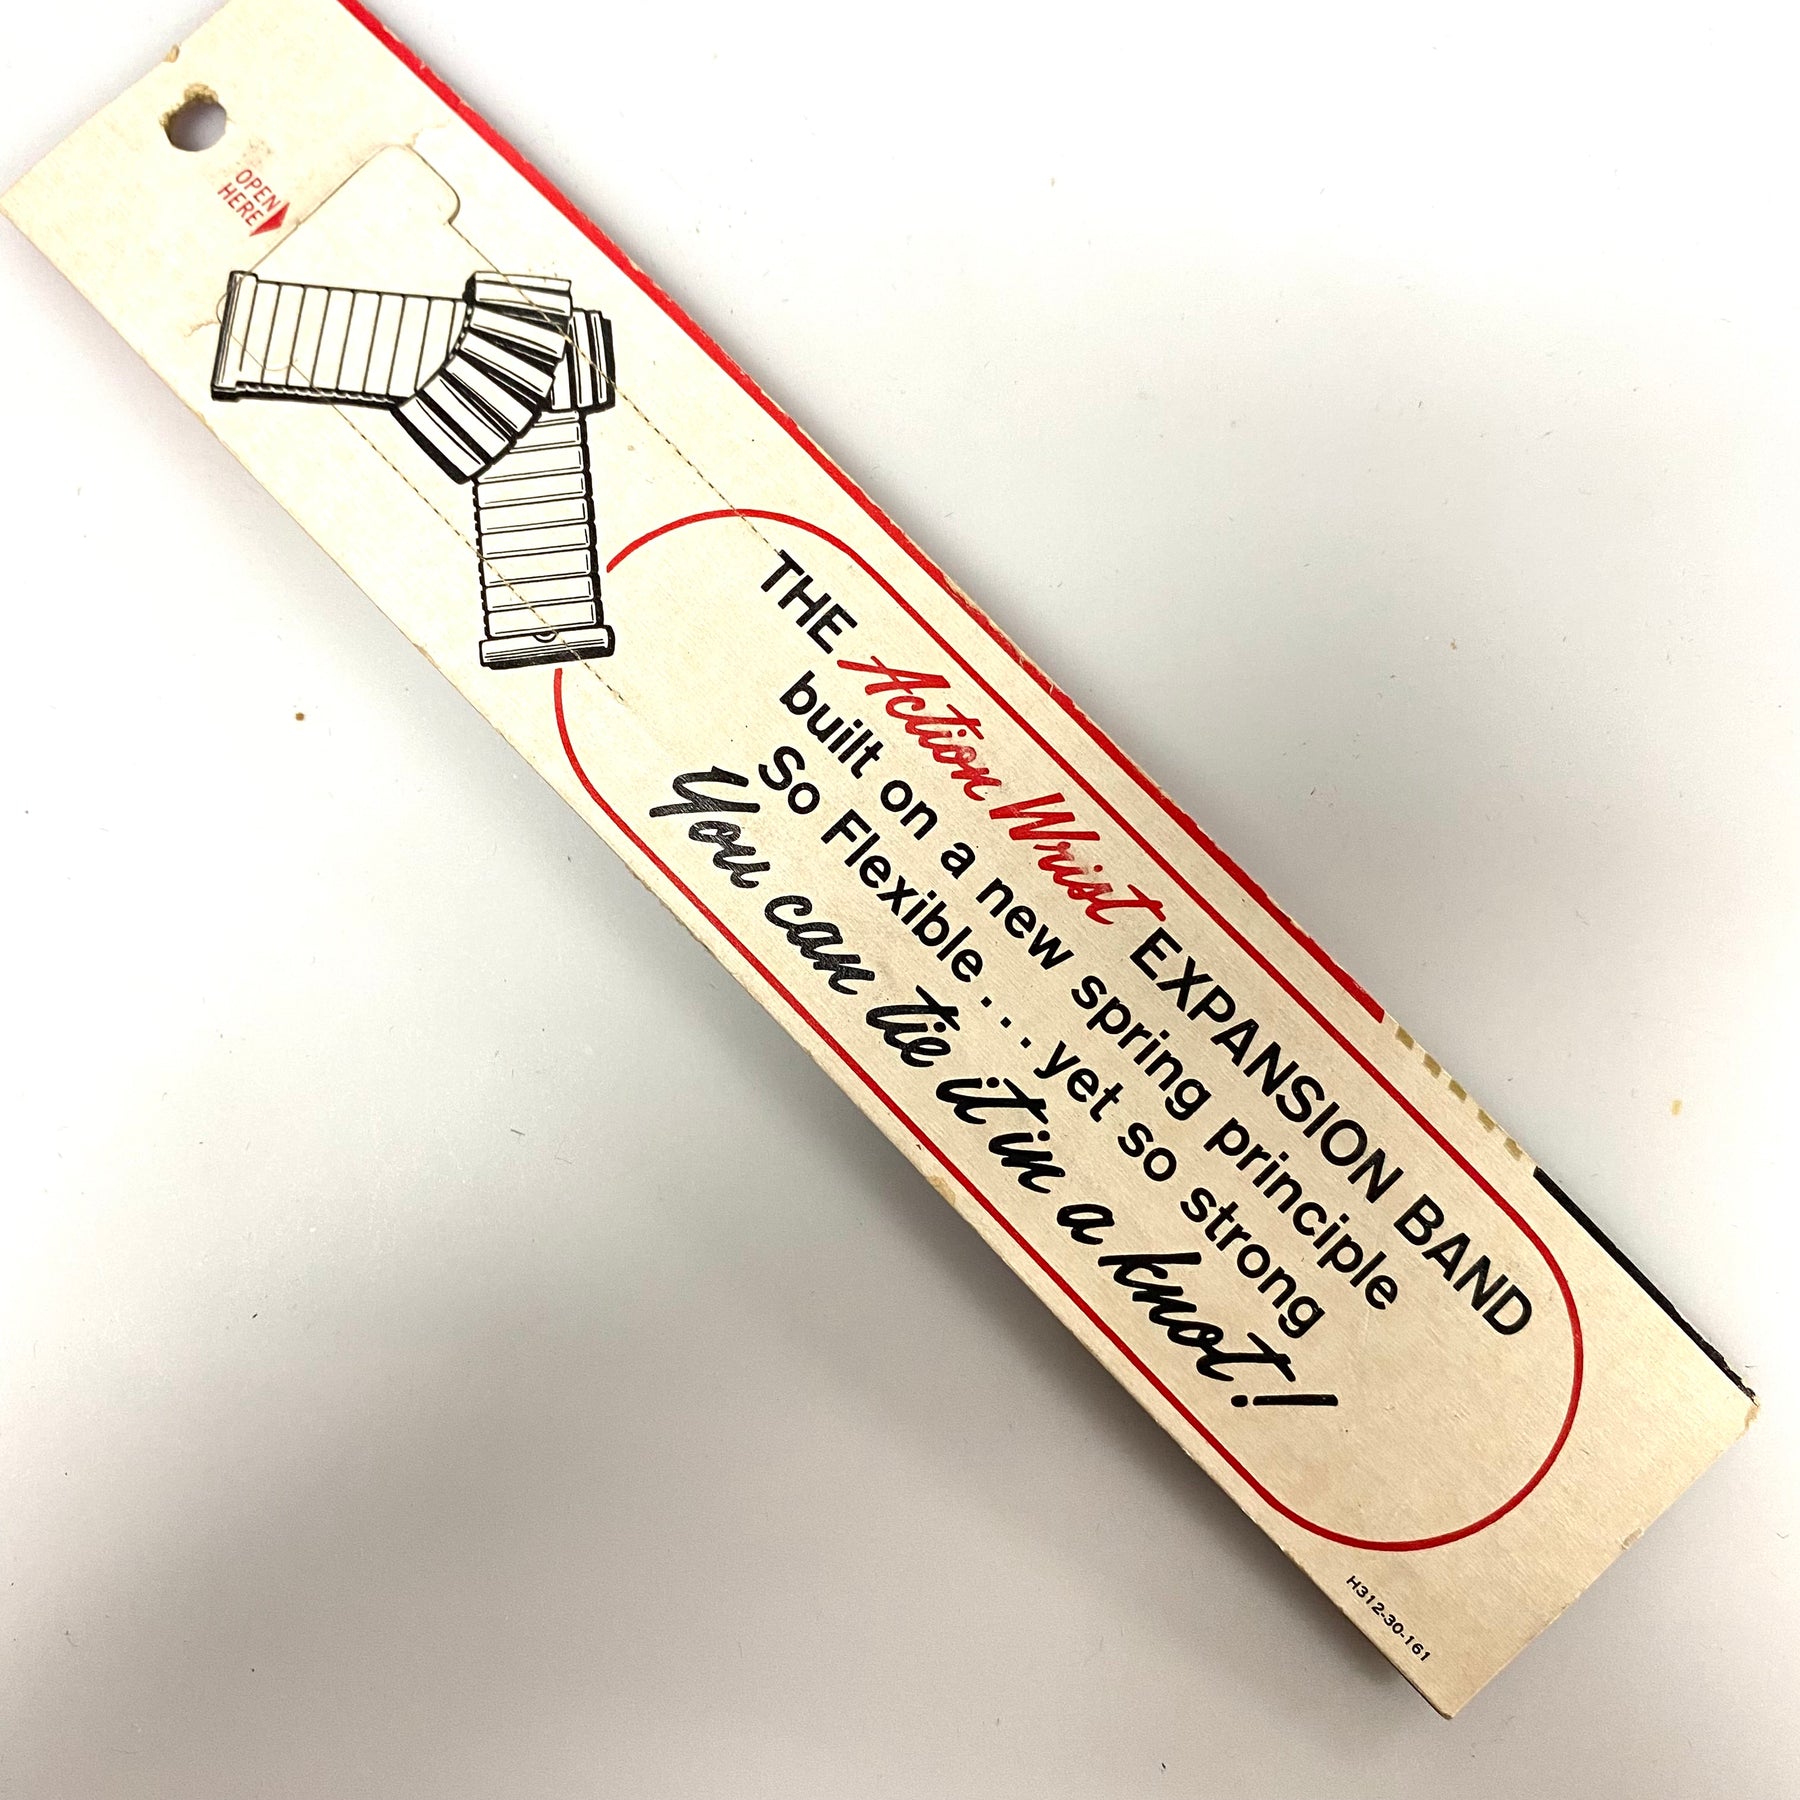 OPEN
HERE
THE Action Wrist EXPANSION BAND
built on a new spring principle
So Flexible . . . yet so strong
You can tie it in a knot!
H312-30-161